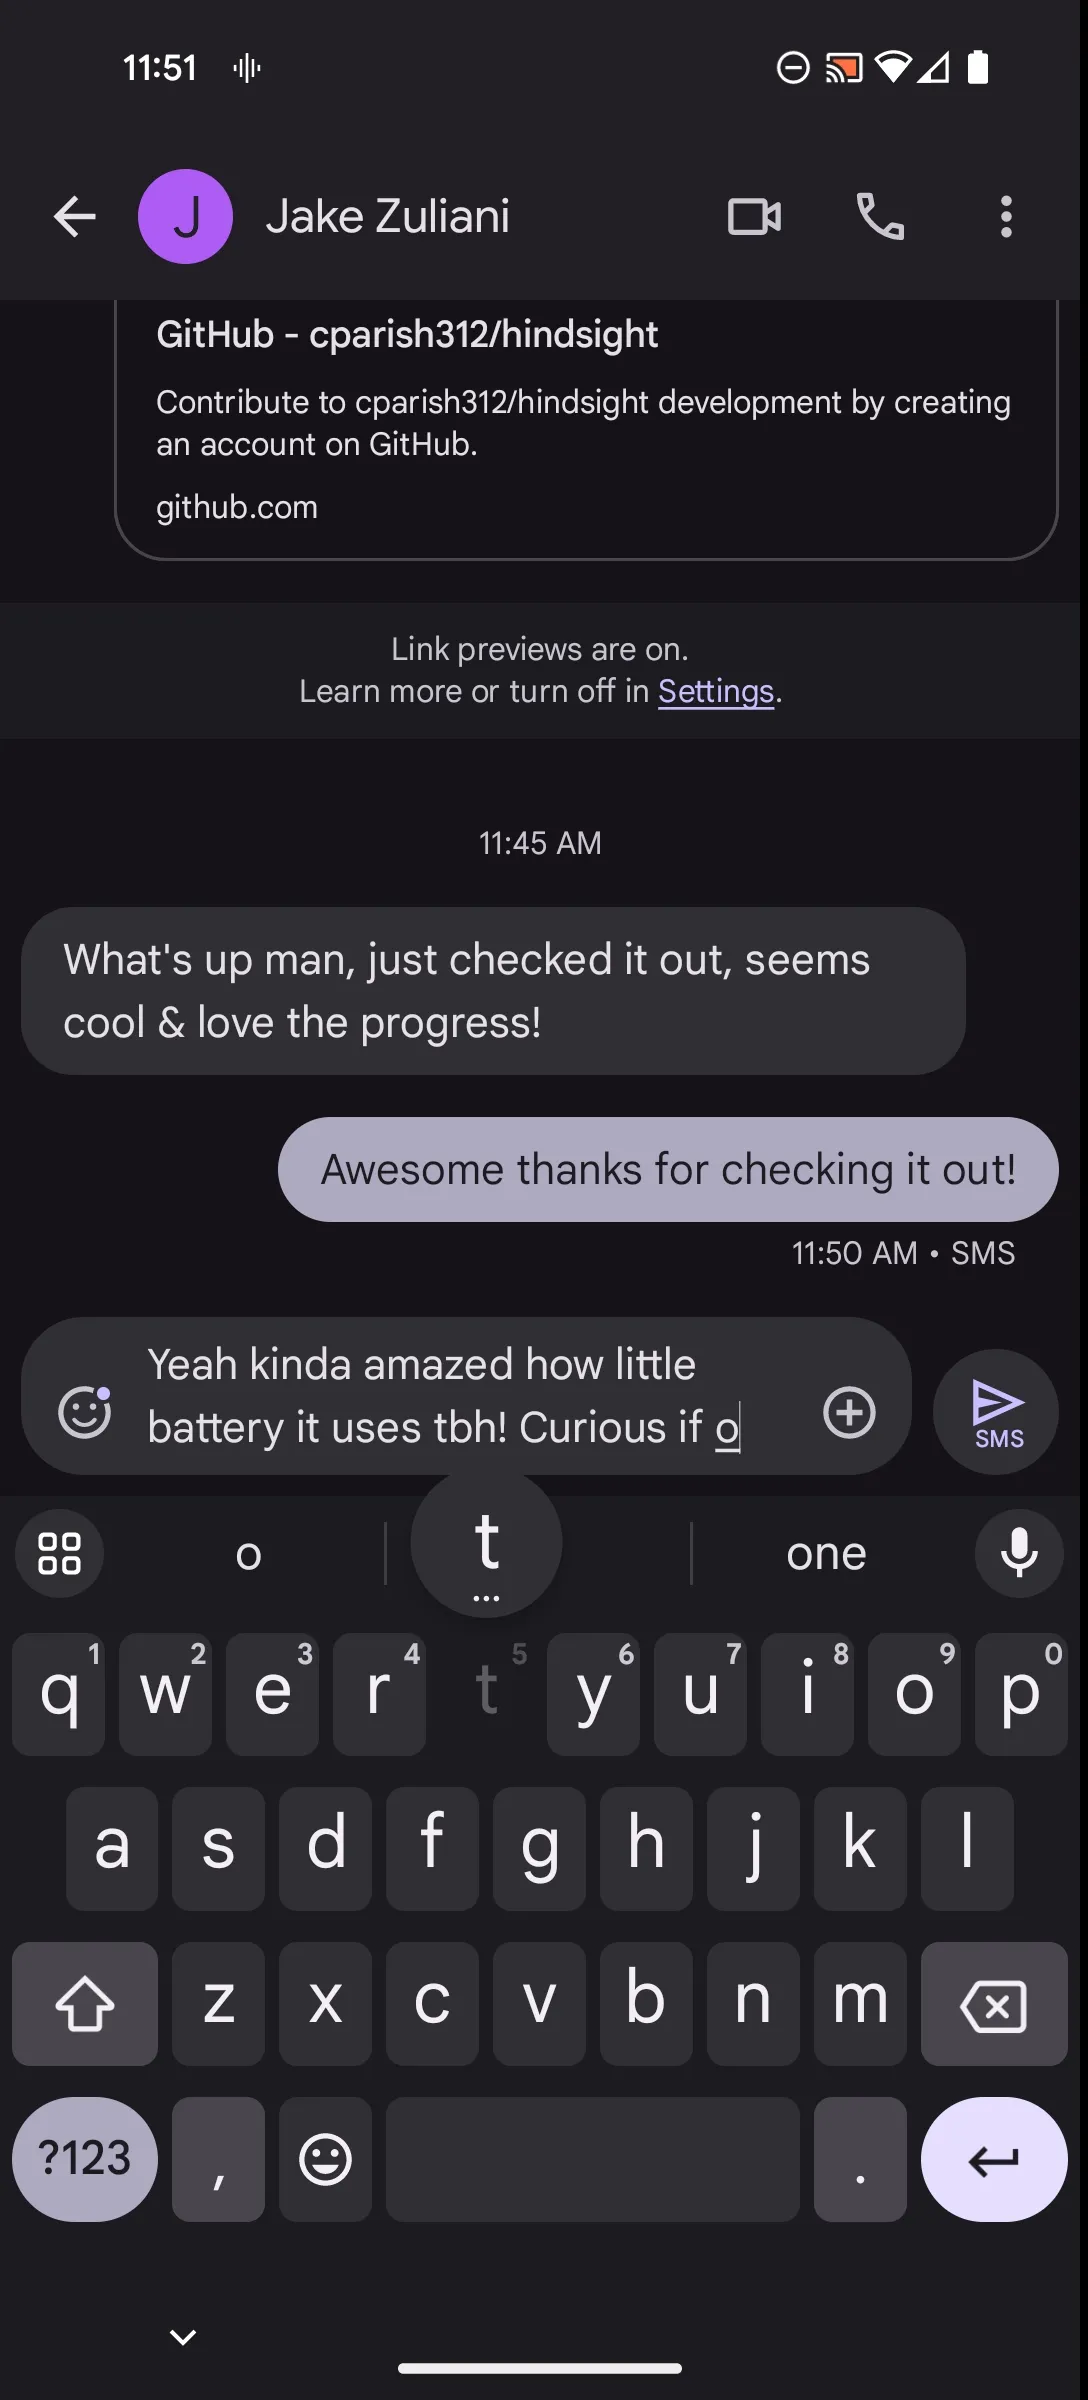 11:51
J
Jake Zuliani
GitHub - cparish312/hindsight
Contribute to cparish312/hindsight development by creating
an account on GitHub.
github.com
Link previews are on.
Learn more or turn off in Settings.
11:45 AM
What's up man, just checked it out, seems
cool & love the progress!
Awesome thanks for checking it out!
11:50 AM • SMS
Yeah kinda amazed how little
battery it uses tbh! Curious if o
SMS
o t one
...
1 2 3 4 5 6 7 8 9 0
q w e r t y u i o p
a s d f g h j k l
z x c v b n m
?123 , .